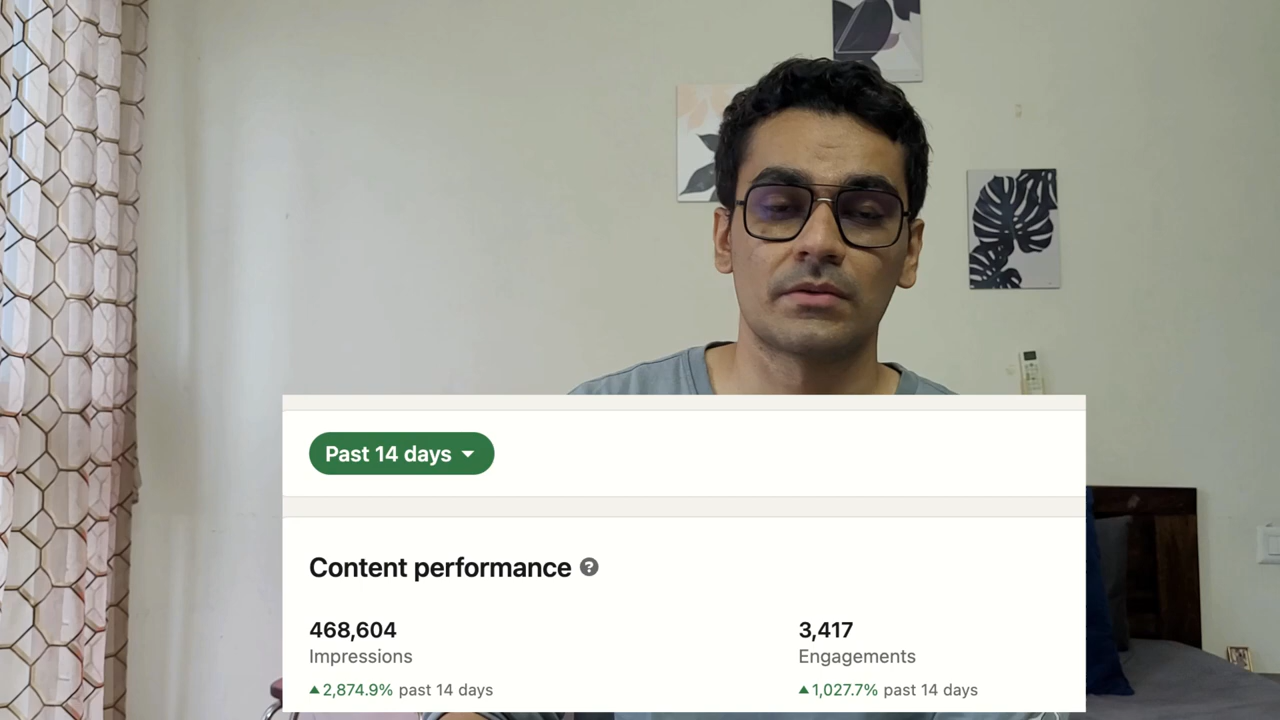 Past 14 days
Content performance
468,604
Impressions
2,874.9% past 14 days
3,417
Engagements
1,027.7% past 14 days